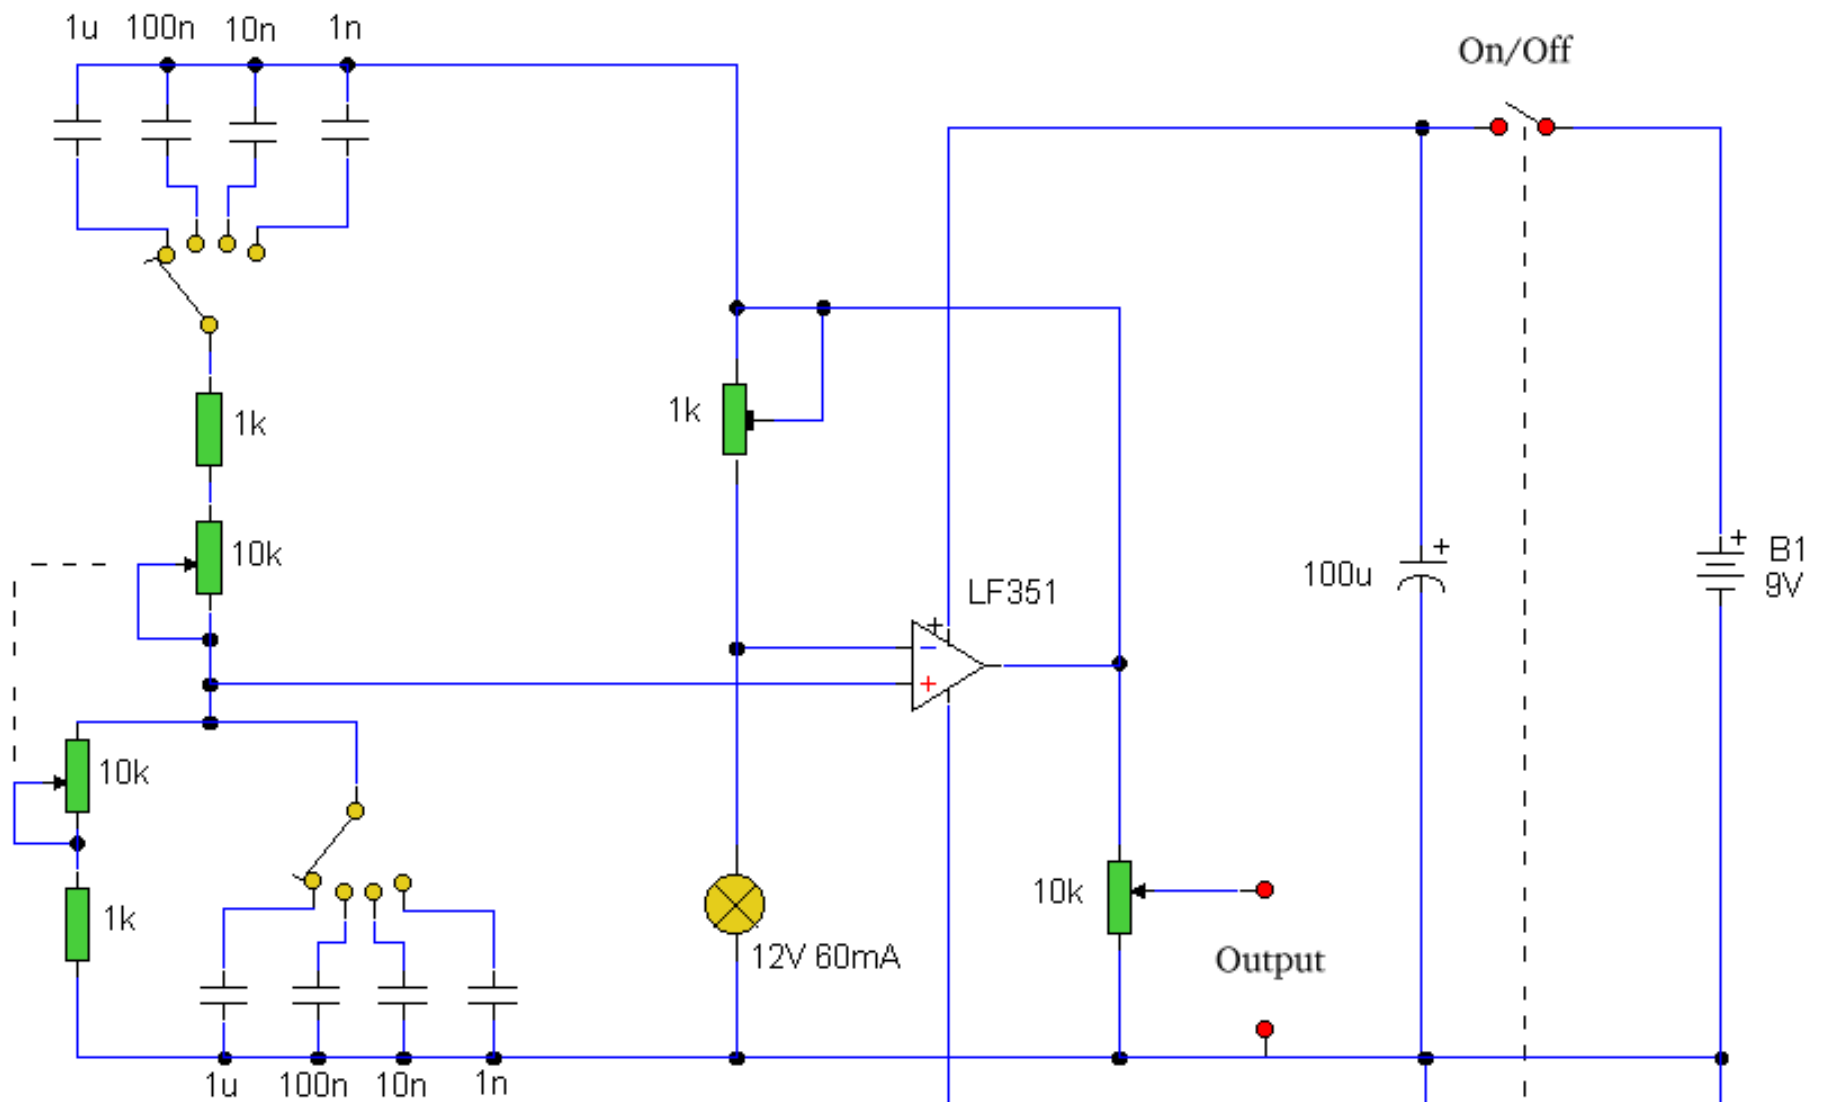 1u 100n 10n 1n
On/Off
1k
1k
10k
LF351
+
−
+
100u
+
+
B1
9V
10k
1k
10k
12V 60mA
Output
1u 100n 10n 1n